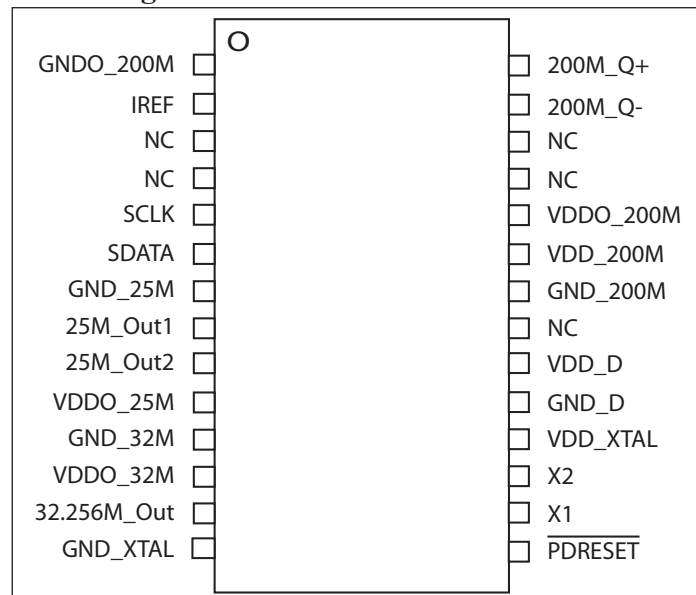 GNDO_200M
IREF
NC
NC
SCLK
SDATA
GND_25M
25M_Out1
25M_Out2
VDDO_25M
GND_32M
VDDO_32M
32.256M_Out
GND_XTAL
O
200M_Q+
200M_Q-
NC
NC
VDDO_200M
VDD_200M
GND_200M
NC
VDD_D
GND_D
VDD_XTAL
X2
X1
PDRESET